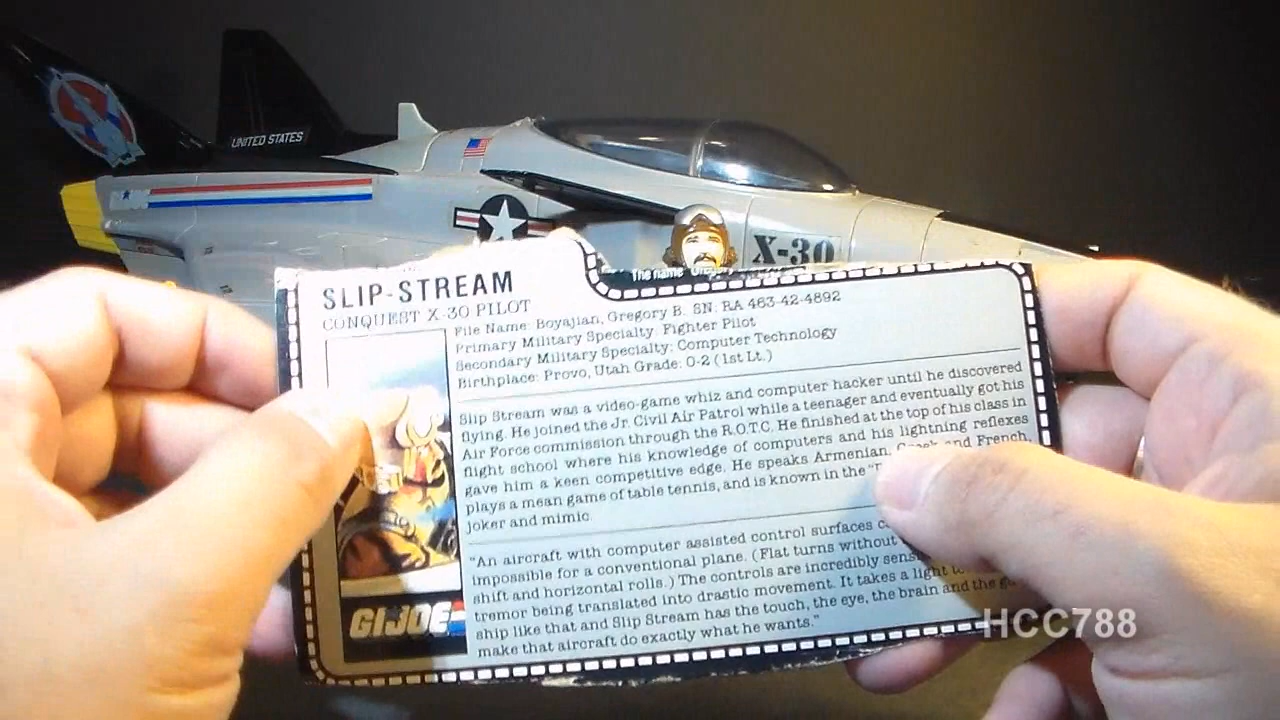 UNITED STATES
X-30
The name Gregory
SLIP-STREAM
CONQUEST X-30 PILOT
File Name: Boyajian, Gregory B. SN: RA 463-42-4892
Primary Military Specialty: Fighter Pilot
Secondary Military Specialty: Computer Technology
Birthplace: Provo, Utah Grade: O-2 (1st Lt.)
Slip Stream was a video-game whiz and computer hacker until he discovered
flying. He joined the Jr. Civil Air Patrol while a teenager and eventually got his
Air Force commission through the R.O.T.C. He finished at the top of his class in
flight school where his knowledge of computers and his lightning reflexes
gave him a keen competitive edge. He speaks Armenian, Greek and French,
plays a mean game of table tennis, and is known in the
joker and mimic.
"An aircraft with computer assisted control surfaces
impossible for a conventional plane. (Flat turns without
shift and horizontal rolls.) The controls are incredibly
tremor being translated into drastic movement. It takes a light
ship like that and Slip Stream has the touch, the eye, the brain and the
make that aircraft do exactly what he wants."
GI JOE
HCC788